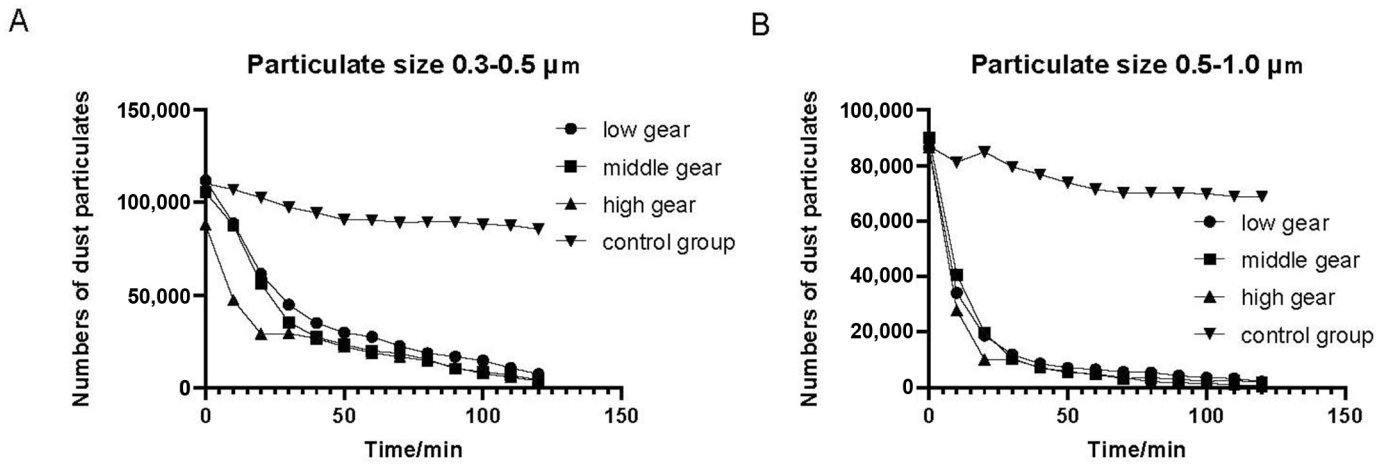 A
Particulate size 0.3-0.5 µm
Numbers of dust particulates
150,000
100,000
50,000
0
0
50
100
150
Time/min
low gear
middle gear
high gear
control group
B
Particulate size 0.5-1.0 µm
Numbers of dust particulates
100,000
80,000
60,000
40,000
20,000
0
0
50
100
150
Time/min
low gear
middle gear
high gear
control group